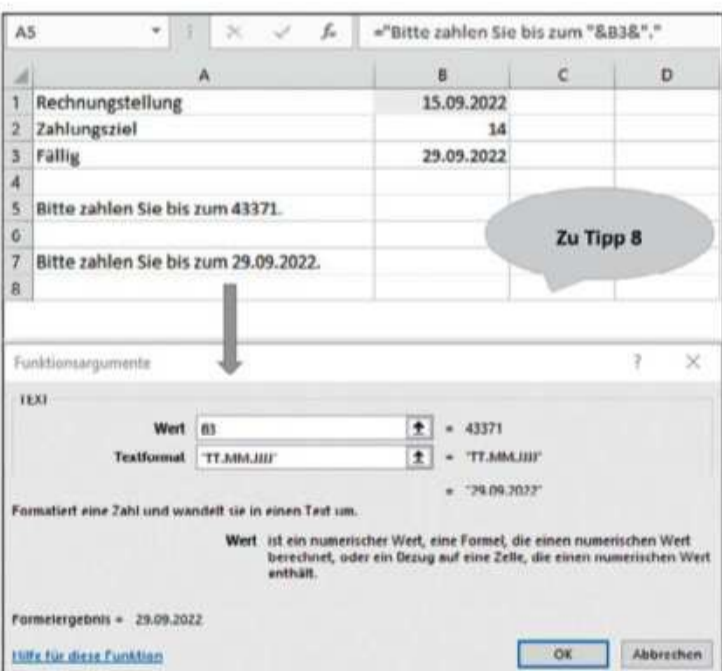 A5 fx ="Bitte zahlen Sie bis zum "&B3&"."
A B C D
1 Rechnungstellung 15.09.2022
2 Zahlungsziel 14
3 Fällig 29.09.2022
4
5 Bitte zahlen Sie bis zum 43371.
6
Zu Tipp 8
7 Bitte zahlen Sie bis zum 29.09.2022.
8
Funktionsargumente ? ×
TEXT
Wert B3 = 43371
Textformat "TT.MM.JJJJ" = "TT.MM.JJJJ"
= "29.09.2022"
Formatiert eine Zahl und wandelt sie in einen Text um.
Wert ist ein numerischer Wert, eine Formel, die einen numerischen Wert
berechnet, oder ein Bezug auf eine Zelle, die einen numerischen Wert
enthält.
Formelergebnis = 29.09.2022
Hilfe für diese Funktion OK Abbrechen